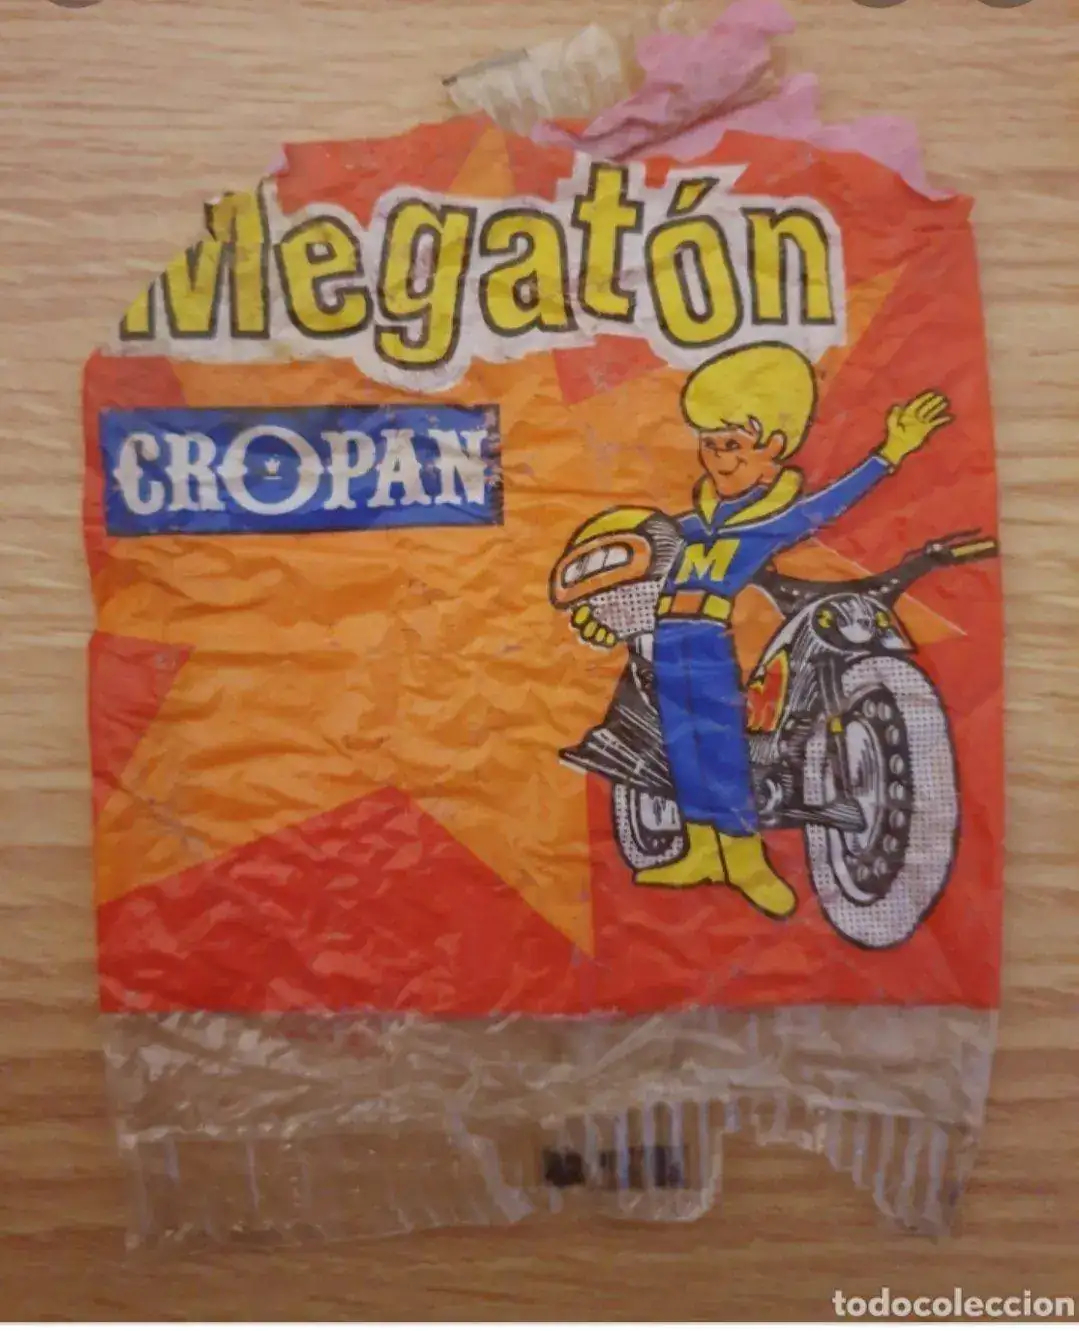 Megatón
CROPAN
M
todocoleccion